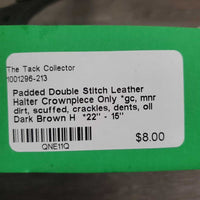 The Tack Collector
1001296-213
Padded Double Stitch Leather
Halter Crownpiece Only *gc, mnr
dirt, scuffed, crackles, dents, oil
Dark Brown H *22" - 15"
$8.00
QNE11Q